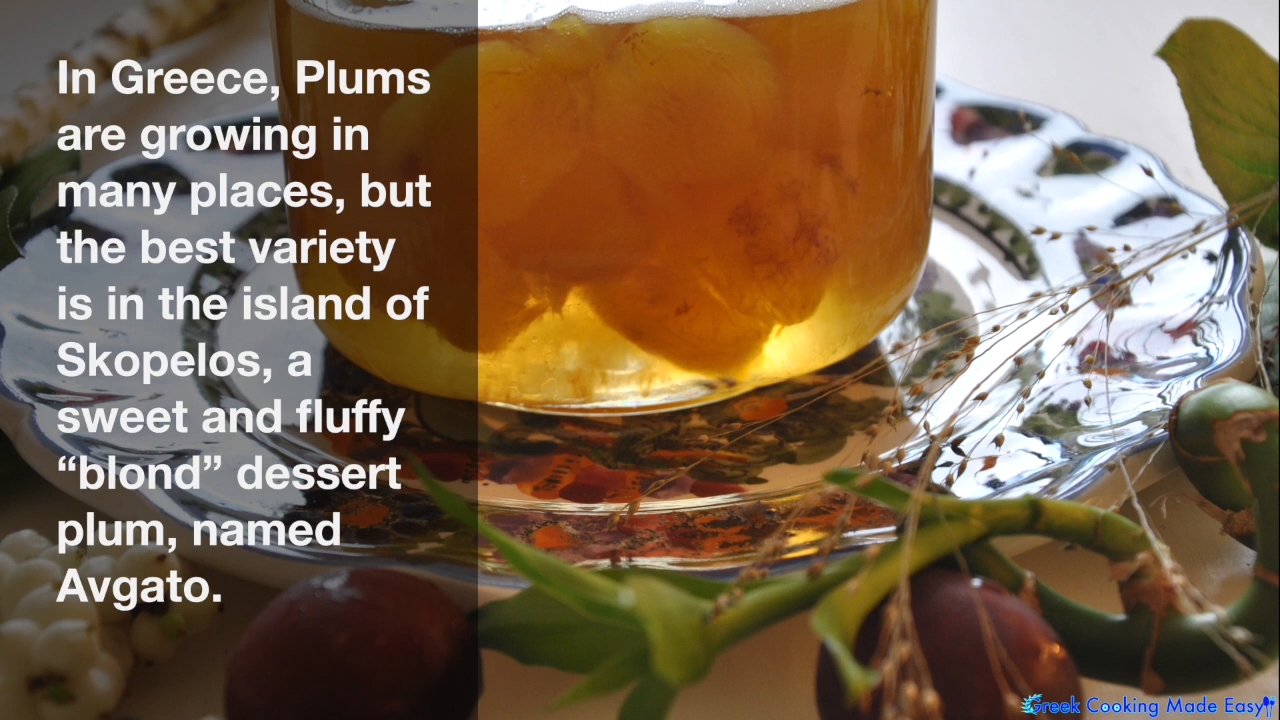 In Greece, Plums
are growing in
many places, but
the best variety
is in the island of
Skopelos, a
sweet and fluffy
“blond” dessert
plum, named
Avgato.
Greek Cooking Made Easy